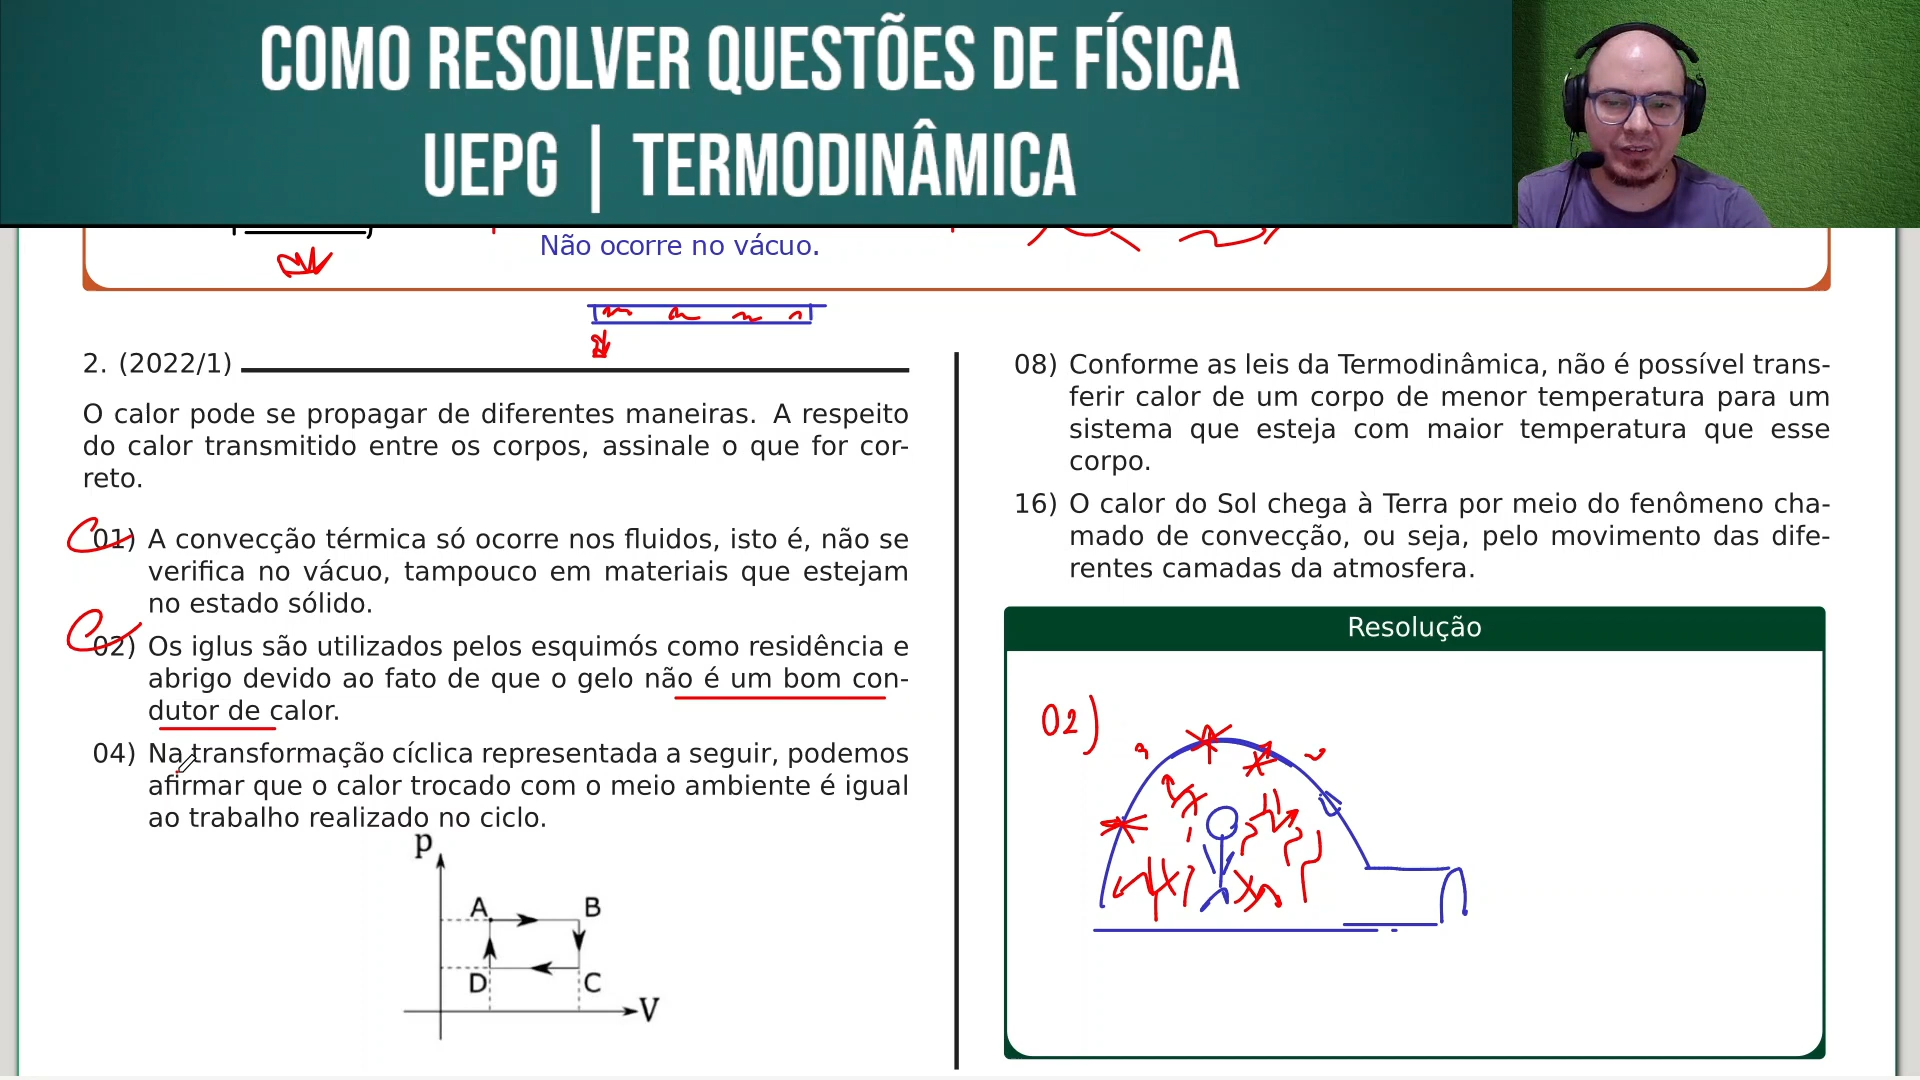 COMO RESOLVER QUESTÕES DE FÍSICA
UEPG | TERMODINÂMICA
Não ocorre no vácuo.
2. (2022/1)
O calor pode se propagar de diferentes maneiras. A respeito
do calor transmitido entre os corpos, assinale o que for cor-
reto.
01) A convecção térmica só ocorre nos fluidos, isto é, não se
verifica no vácuo, tampouco em materiais que estejam
no estado sólido.
02) Os iglus são utilizados pelos esquimós como residência e
abrigo devido ao fato de que o gelo não é um bom con-
dutor de calor.
04) Na transformação cíclica representada a seguir, podemos
afirmar que o calor trocado com o meio ambiente é igual
ao trabalho realizado no ciclo.
p
A B
D C
V
08) Conforme as leis da Termodinâmica, não é possível trans-
ferir calor de um corpo de menor temperatura para um
sistema que esteja com maior temperatura que esse
corpo.
16) O calor do Sol chega à Terra por meio do fenômeno cha-
mado de convecção, ou seja, pelo movimento das dife-
rentes camadas da atmosfera.
Resolução
02)